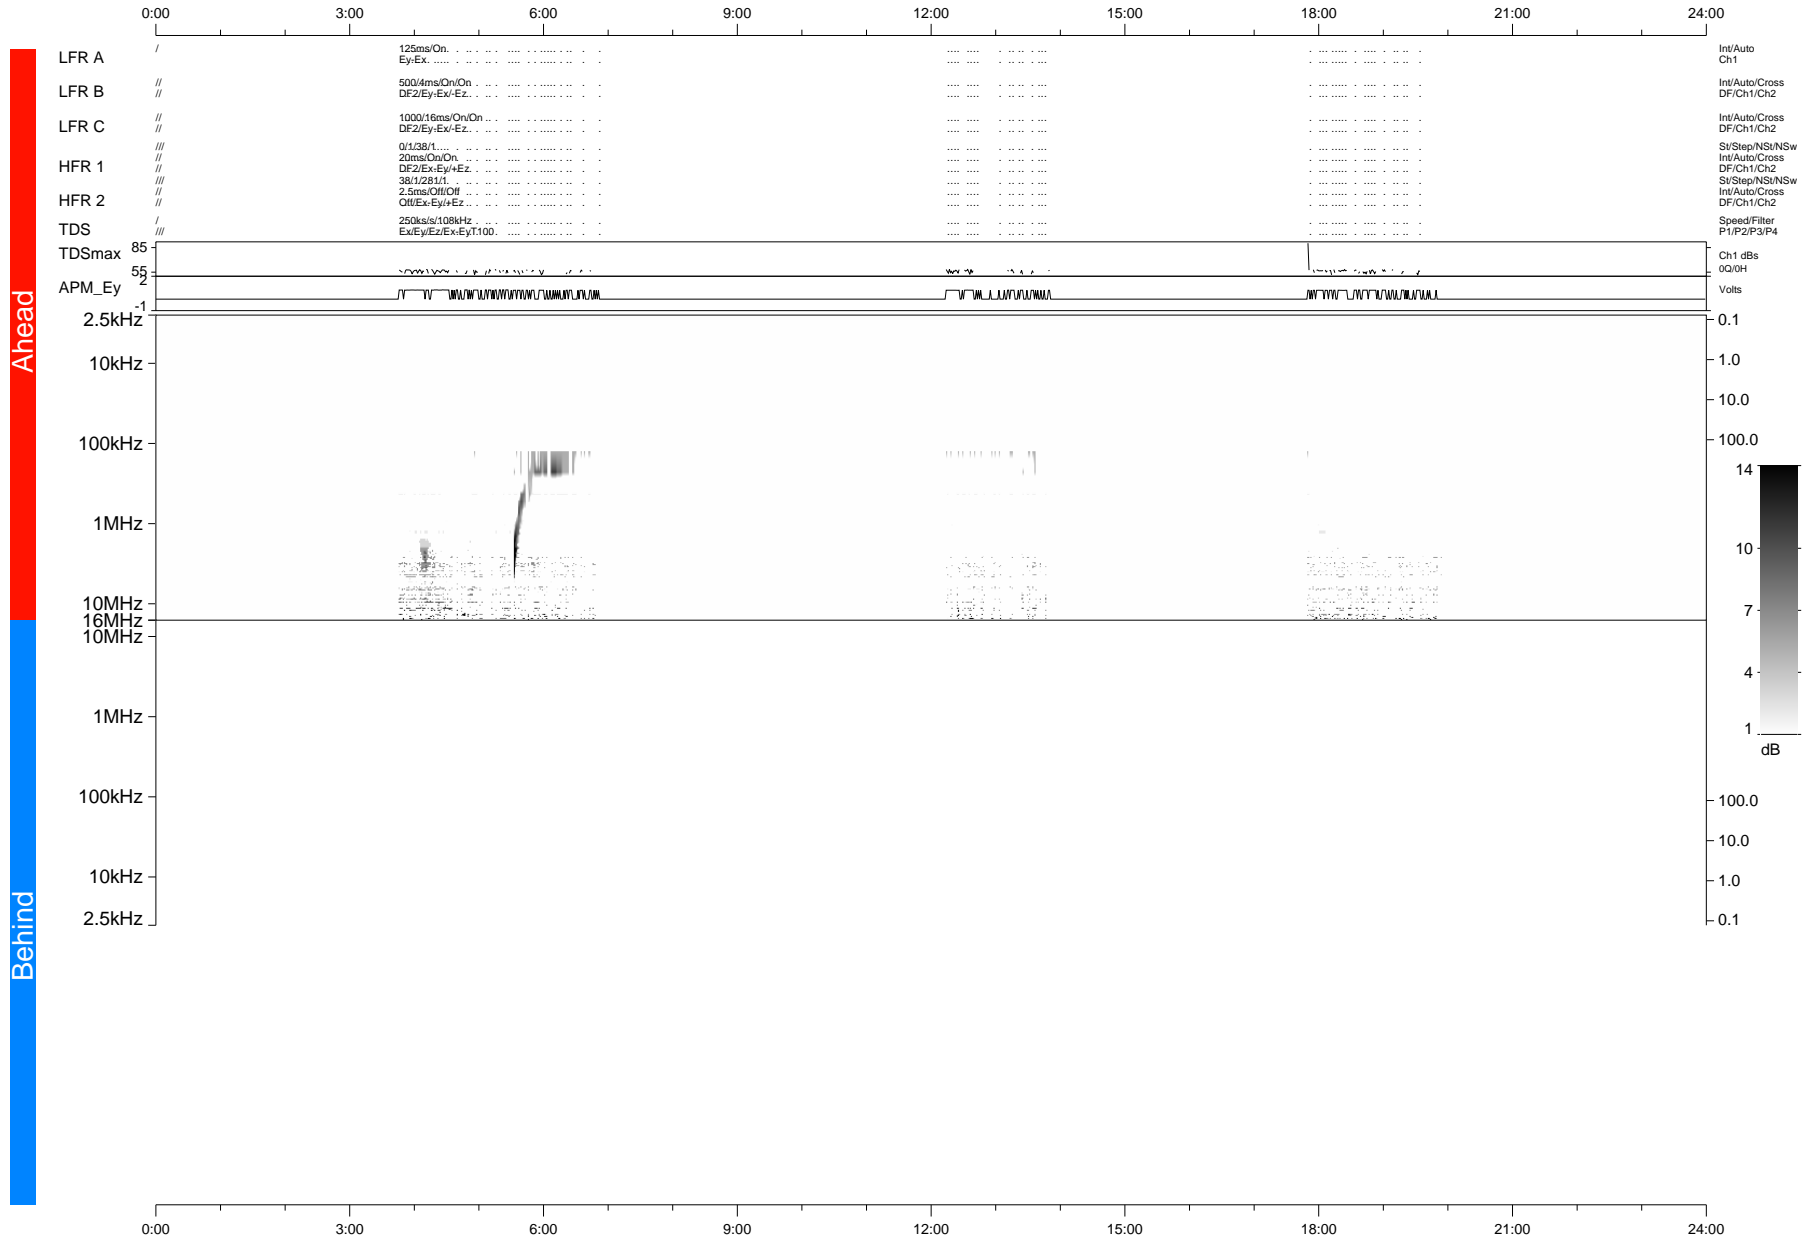 0:00 3:00 6:00 9:00 12:00 15:00 18:00 21:00 24:00
Ahead
Behind
LFR A / 125ms/On Int/Auto
Ey-Ex Ch1
LFR B // 500/4ms/On/On Int/Auto/Cross
// DF2/Ey-Ex/-Ez DF/Ch1/Ch2
LFR C // 1000/16ms/On/On Int/Auto/Cross
// DF2/Ey-Ex/-Ez DF/Ch1/Ch2
/// 0/1/38/1 St/Step/NSt/NSw
HFR 1 // 20ms/On/On Int/Auto/Cross
// DF2/Ex-Ey/+Ez DF/Ch1/Ch2
/// 38/1/281/1 St/Step/NSt/NSw
HFR 2 // 2.5ms/Off/Off Int/Auto/Cross
// Off/Ex-Ey/+Ez DF/Ch1/Ch2
TDS / 250ks/s/108kHz Speed/Filter
/// Ex/Ey/Ez/Ex-EyT100 P1/P2/P3/P4
TDSmax 85 Ch1 dBs
55 0Q/0H
APM_Ey 2 Volts
-1
2.5kHz 0.1
10kHz 1.0
10.0
100kHz 100.0
1MHz
10MHz
16MHz
10MHz
1MHz
100kHz 100.0
10.0
10kHz 1.0
2.5kHz 0.1
14
10
7
4
1
dB
0:00 3:00 6:00 9:00 12:00 15:00 18:00 21:00 24:00